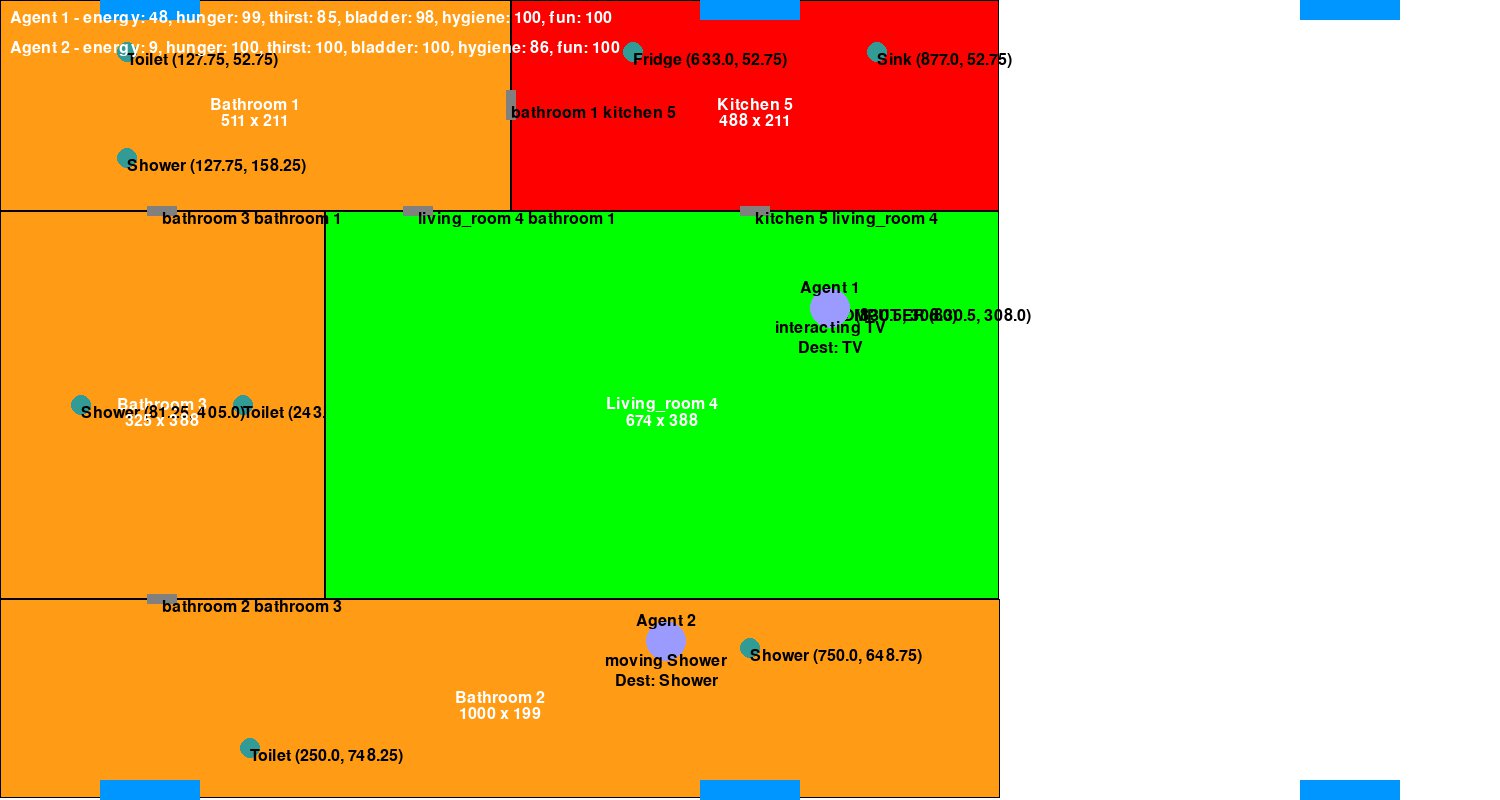 Agent 1 - energy: 48, hunger: 99, thirst: 85, bladder: 98, hygiene: 100, fun: 100
Agent 2 - energy: 9, hunger: 100, thirst: 100, bladder: 100, hygiene: 86, fun: 100
Toilet (127.75, 52.75)
Fridge (633.0, 52.75)
Sink (877.0, 52.75)
Bathroom 1
511 x 211
Kitchen 5
488 x 211
bathroom 1 kitchen 5
Shower (127.75, 158.25)
bathroom 3 bathroom 1
living_room 4 bathroom 1
kitchen 5 living_room 4
Agent 1
(830.5, 308.0)
interacting TV
Dest: TV
Bathroom 3
325 x 388
Shower (81.25, 405.0)
Toilet (243.
Living_room 4
674 x 388
bathroom 2 bathroom 3
Agent 2
moving Shower
Dest: Shower
Shower (750.0, 648.75)
Bathroom 2
1000 x 199
Toilet (250.0, 748.25)